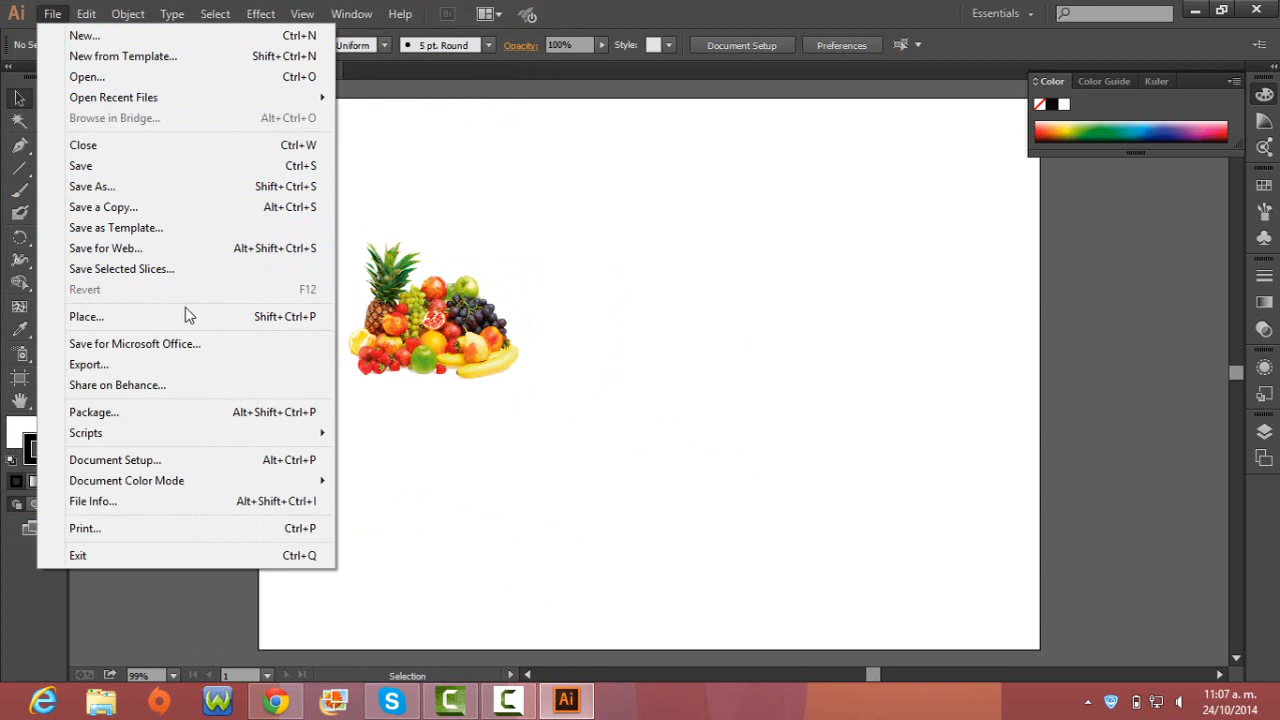 Ai File Edit Object Type Select Effect View Window Help Br Essentials
No Se Uniform 5 pt. Round Opacity: 100% Style: Document Setup Preferences
New... Ctrl+N
New from Template... Shift+Ctrl+N
Open... Ctrl+O
Open Recent Files
Browse in Bridge... Alt+Ctrl+O
Close Ctrl+W
Save Ctrl+S
Save As... Shift+Ctrl+S
Save a Copy... Alt+Ctrl+S
Save as Template...
Save for Web... Alt+Shift+Ctrl+S
Save Selected Slices...
Revert F12
Place... Shift+Ctrl+P
Save for Microsoft Office...
Export...
Share on Behance...
Package... Alt+Shift+Ctrl+P
Scripts
Document Setup... Alt+Ctrl+P
Document Color Mode
File Info... Alt+Shift+Ctrl+I
Print... Ctrl+P
Exit Ctrl+Q
Color Color Guide Kuler
99% 1 Selection
Ai
11:07 a. m.
24/10/2014